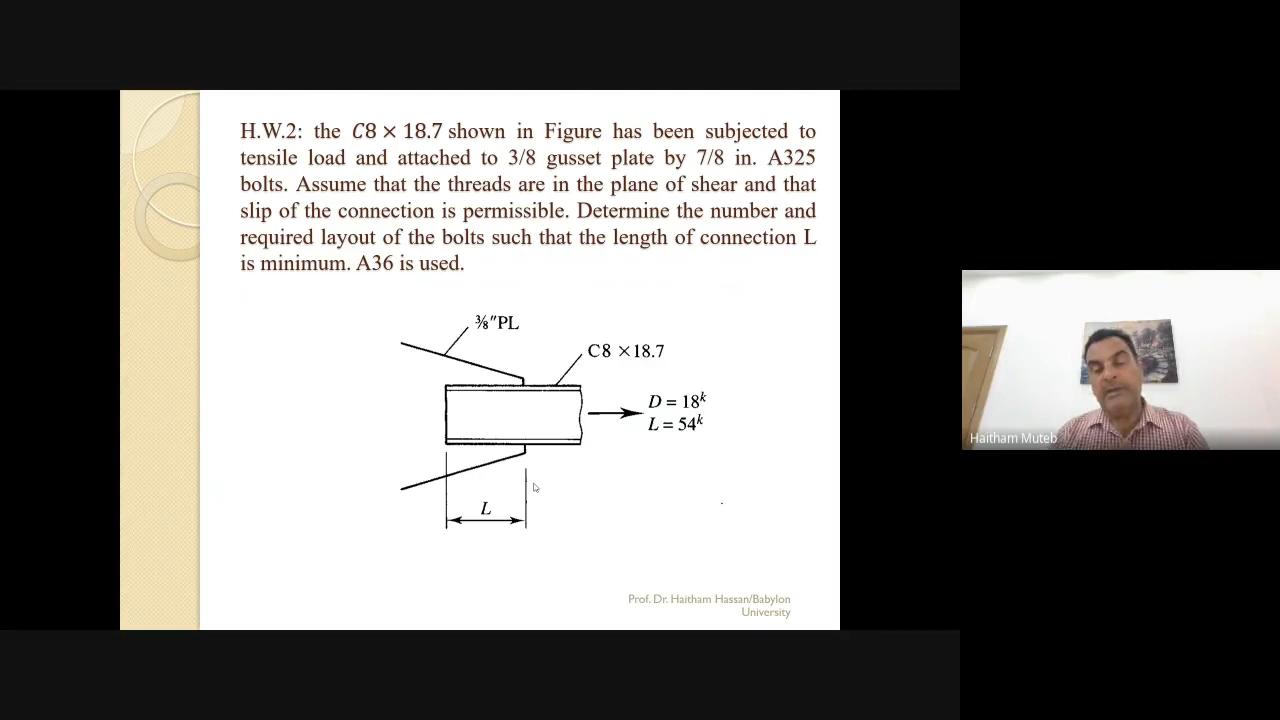 H.W.2: the C8 × 18.7 shown in Figure has been subjected to
tensile load and attached to 3/8 gusset plate by 7/8 in. A325
bolts. Assume that the threads are in the plane of shear and that
slip of the connection is permissible. Determine the number and
required layout of the bolts such that the length of connection L
is minimum. A36 is used.
⅜"PL
C8 ×18.7
D = 18ᵏ
L = 54ᵏ
L
Haitham Muteb
Prof. Dr. Haitham Hassan/Babylon
University